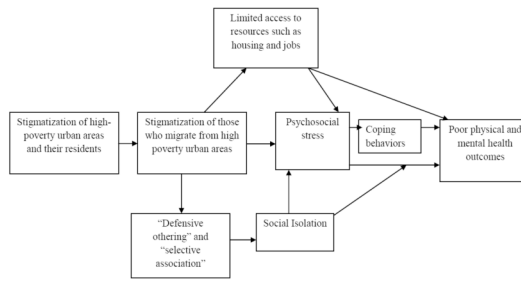 Limited access to
resources such as
housing and jobs
Stigmatization of high-
poverty urban areas
and their residents
Stigmatization of those
who migrate from high
poverty urban areas
Psychosocial
stress
Coping
behaviors
Poor physical and
mental health
outcomes
“Defensive
othering” and
“selective
association”
Social Isolation